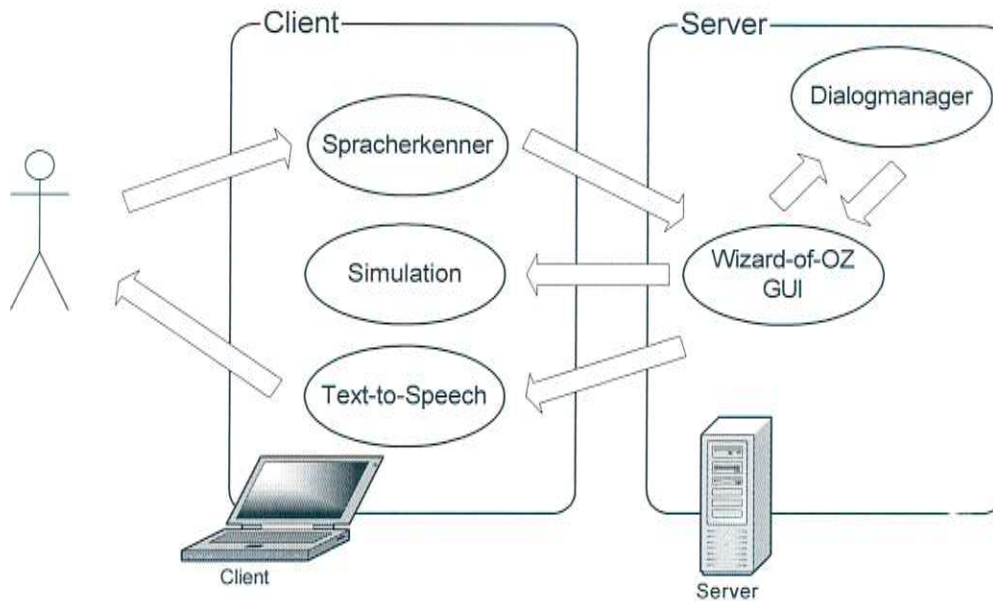 Client
Server
Dialogmanager
Spracherkenner
Simulation
Wizard-of-OZ
GUI
Text-to-Speech
Client
Server